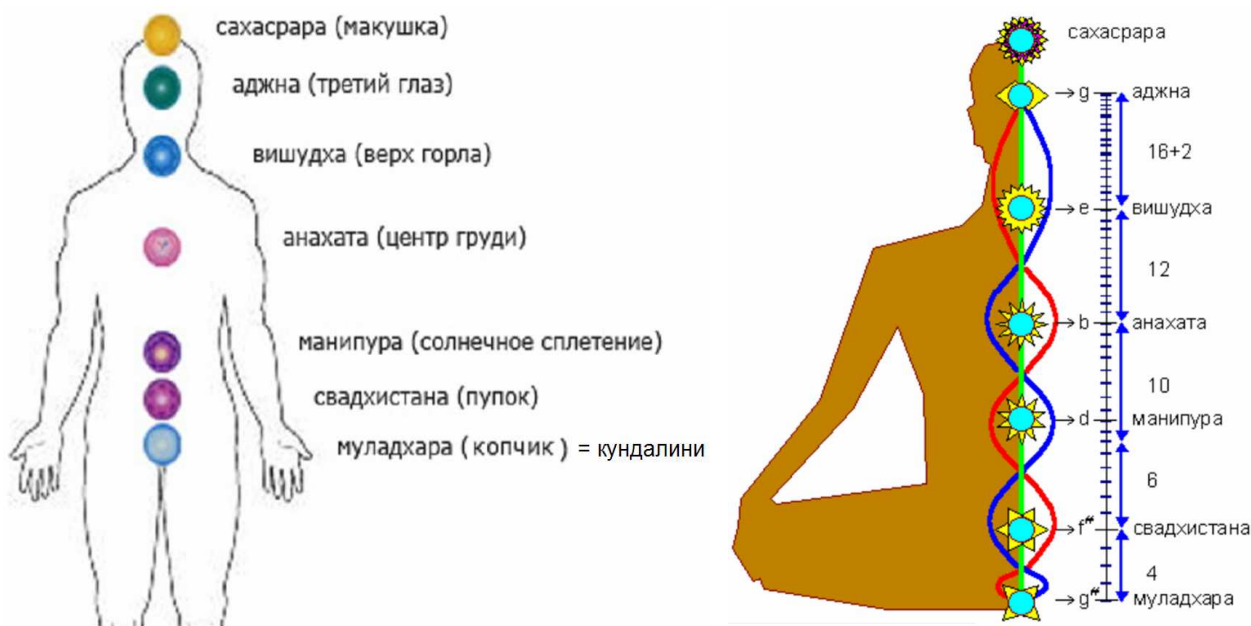 сахасрара (макушка)
аджна (третий глаз)
вишудха (верх горла)
анахата (центр груди)
манипура (солнечное сплетение)
свадхистана (пупок)
муладхара (копчик) = кундалини
сахасрара
g аджна
16+2
e вишудха
12
b анахата
10
d манипура
6
f# свадхистана
4
g# муладхара